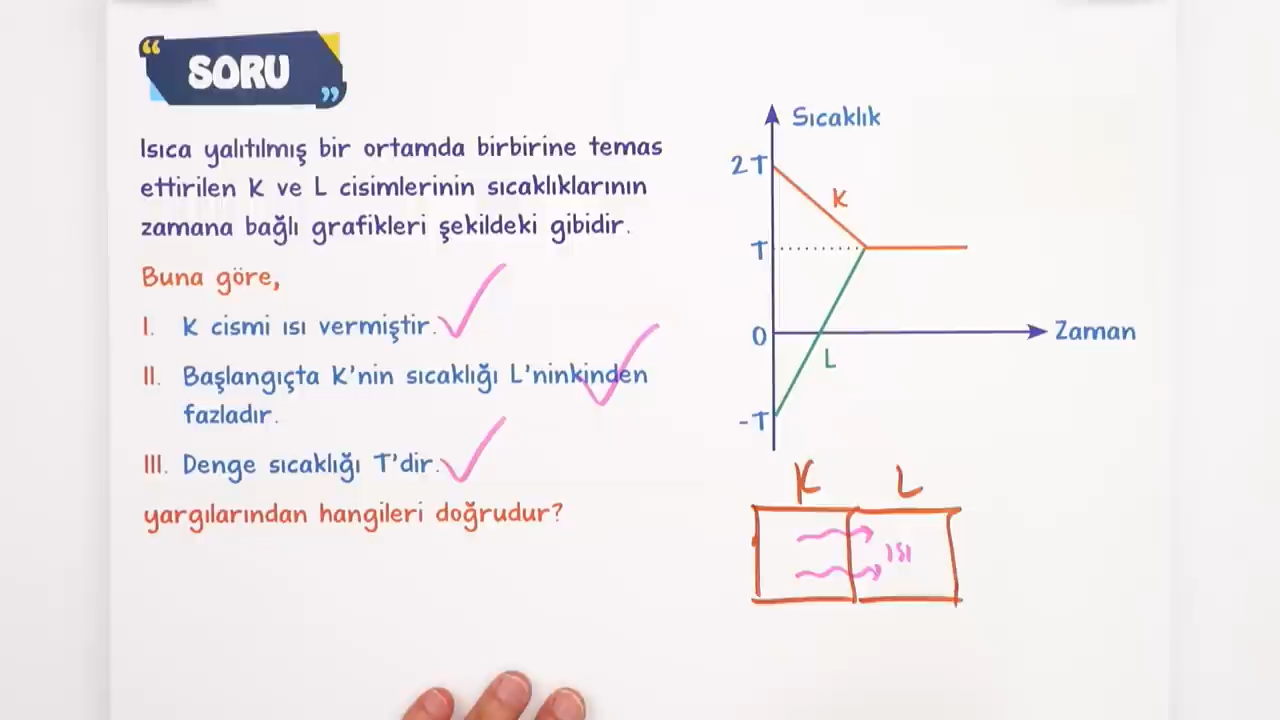 “ SORU ”
Isıca yalıtılmış bir ortamda birbirine temas
ettirilen K ve L cisimlerinin sıcaklıklarının
zamana bağlı grafikleri şekildeki gibidir.
Buna göre,
I. K cismi ısı vermiştir.
II. Başlangıçta K'nin sıcaklığı L'ninkinden
fazladır.
III. Denge sıcaklığı T'dir.
yargılarından hangileri doğrudur?
Sıcaklık
2T
K
T
0
Zaman
L
-T
K L
ısı